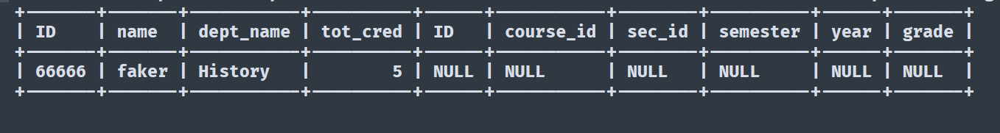 | ID | name | dept_name | tot_cred | ID | course_id | sec_id | semester | year | grade |
| 66666 | faker | History | 5 | NULL | NULL | NULL | NULL | NULL | NULL |